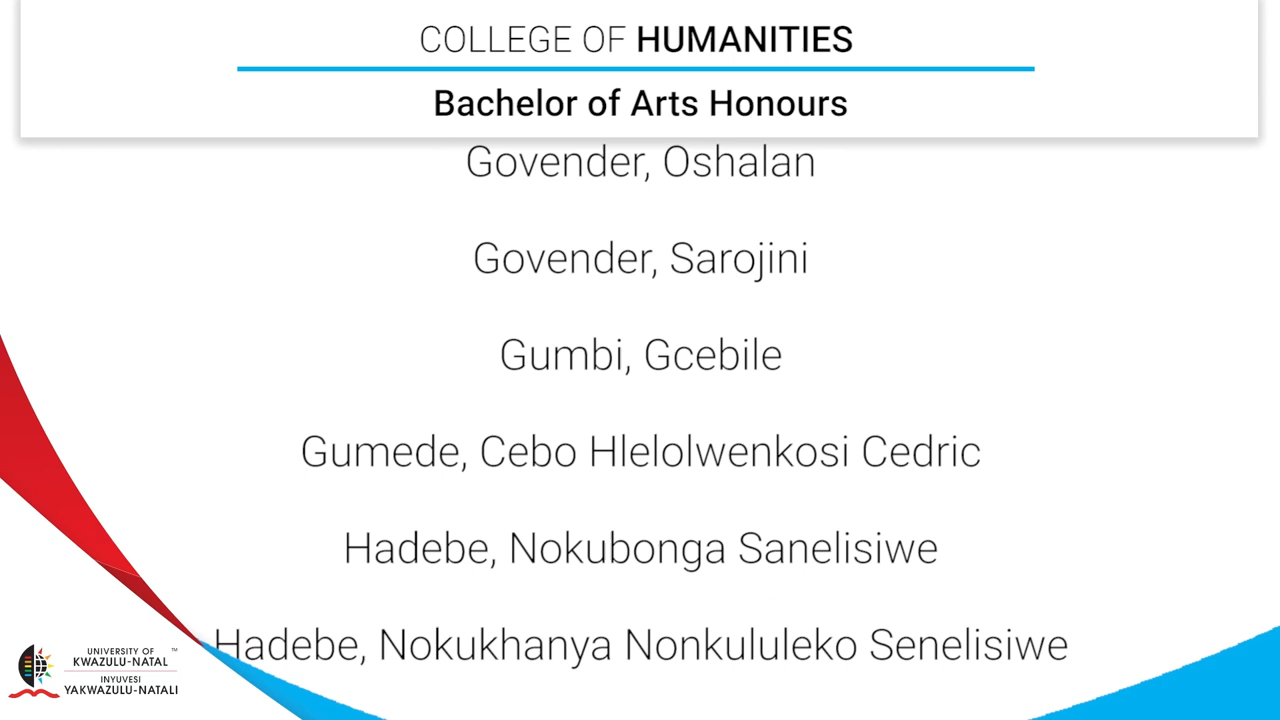 COLLEGE OF HUMANITIES
Bachelor of Arts Honours
Govender, Oshalan
Govender, Sarojini
Gumbi, Gcebile
Gumede, Cebo Hlelolwenkosi Cedric
Hadebe, Nokubonga Sanelisiwe
Hadebe, Nokukhanya Nonkululeko Senelisiwe
UNIVERSITY OF ™
KWAZULU-NATAL
INYUVESI
YAKWAZULU-NATALI